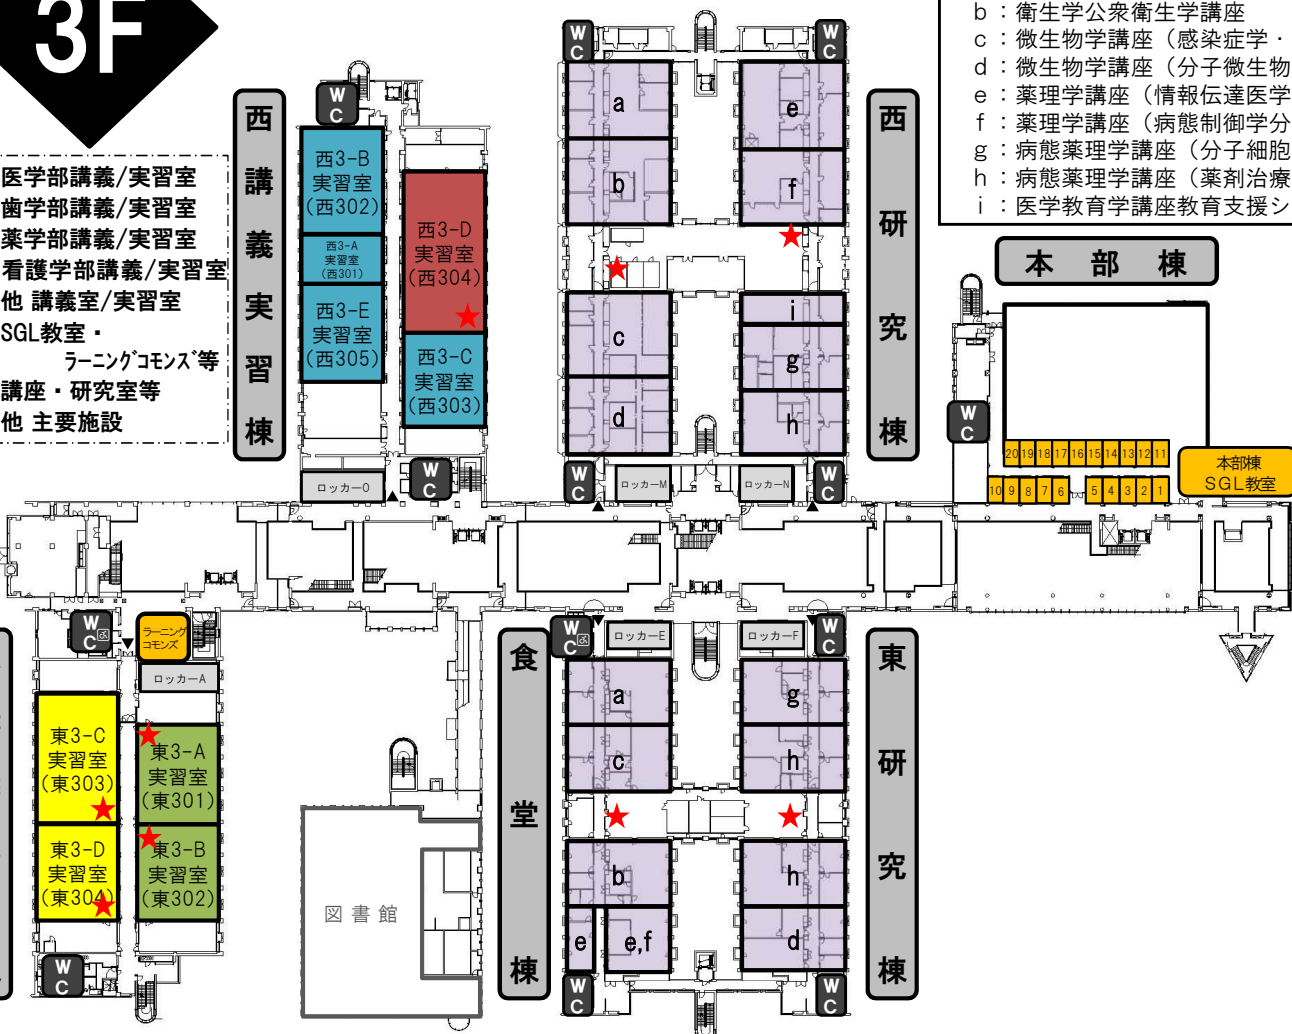 3F
医学部講義/実習室
歯学部講義/実習室
薬学部講義/実習室
看護学部講義/実習室
他 講義室/実習室
SGL教室・
ラーニングコモンズ等
講座・研究室等
他 主要施設
b：衛生学公衆衛生学講座
c：微生物学講座（感染症学・
d：微生物学講座（分子微生物
e：薬理学講座（情報伝達医学
f：薬理学講座（病態制御学分
g：病態薬理学講座（分子細胞
h：病態薬理学講座（薬剤治療
i：医学教育学講座教育支援シ
西講義実習棟
WC
西3-B
実習室
(西302)
西3-A
実習室
(西301)
西3-E
実習室
(西305)
西3-D
実習室
(西304)
西3-C
実習室
(西303)
ロッカーO
WC
西研究棟
WC
WC
a
e
b
f
c
i
g
d
h
WC
ロッカーM
ロッカーN
WC
本部棟
WC
20 19 18 17 16 15 14 13 12 11
10 9 8 7 6 5 4 3 2 1
本部棟
SGL教室
WC
ラーニング
コモンズ
ロッカーA
東3-C
実習室
(東303)
東3-A
実習室
(東301)
東3-D
実習室
(東304)
東3-B
実習室
(東302)
WC
図書館
食堂棟
WC
ロッカーE
ロッカーF
WC
東研究棟
a
g
c
h
b
h
e
e,f
d
WC
WC